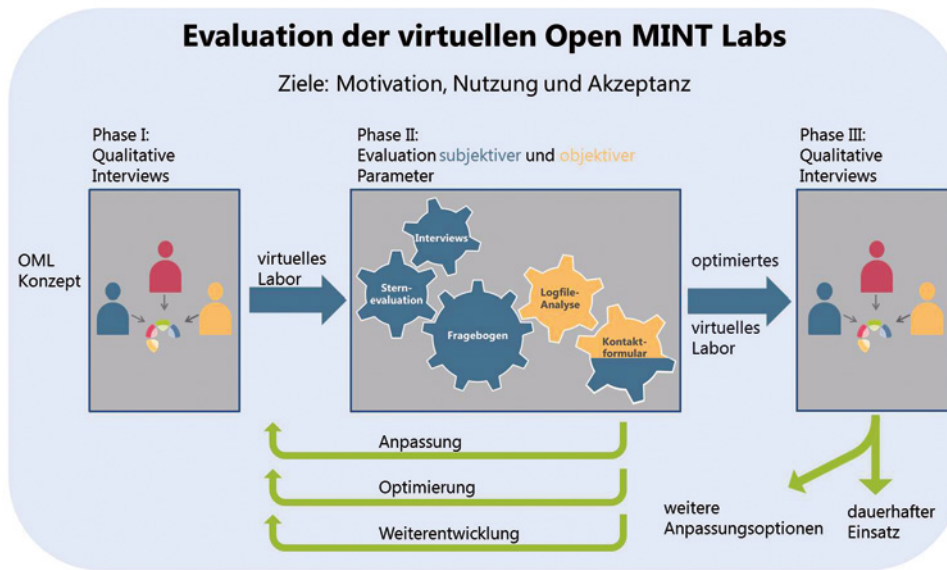 Evaluation der virtuellen Open MINT Labs
Ziele: Motivation, Nutzung und Akzeptanz
Phase I:
Qualitative
Interviews
Phase II:
Evaluation subjektiver und objektiver
Parameter
Phase III:
Qualitative
Interviews
OML
Konzept
virtuelles
Labor
Interviews
Stern-
evaluation
Fragebogen
Logfile-
Analyse
Kontakt-
formular
optimiertes
virtuelles
Labor
Anpassung
Optimierung
Weiterentwicklung
weitere
Anpassungsoptionen
dauerhafter
Einsatz